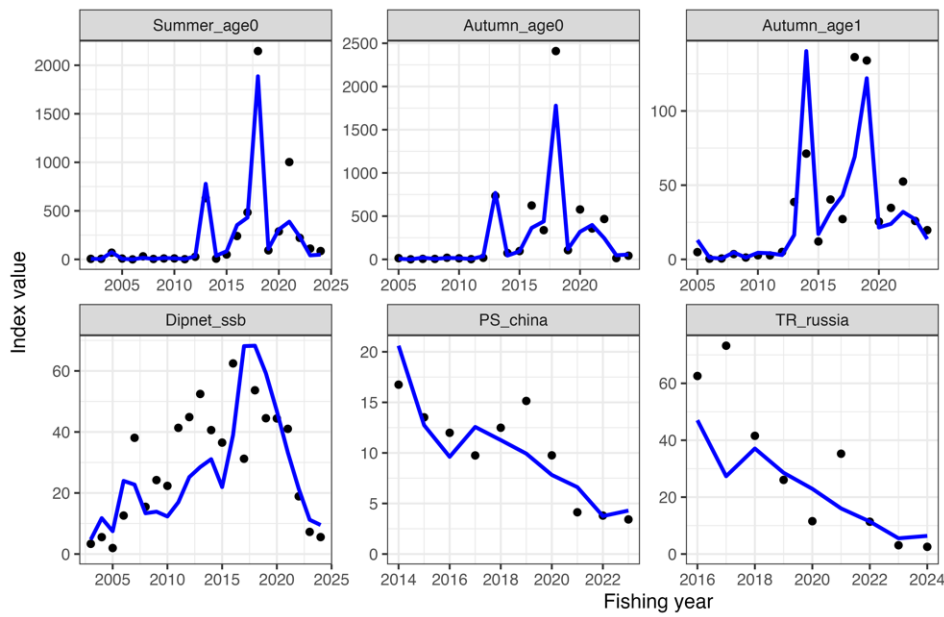 Summer_age0
Autumn_age0
Autumn_age1
2000
1500
1000
500
0
2005 2010 2015 2020 2025
2500
2000
1500
1000
500
0
2005 2010 2015 2020
100
50
0
2005 2010 2015 2020
Index value
Dipnet_ssb
PS_china
TR_russia
60
40
20
0
2005 2010 2015 2020 2025
20
15
10
5
0
2014 2016 2018 2020 2022
60
40
20
0
2016 2018 2020 2022 2024
Fishing year